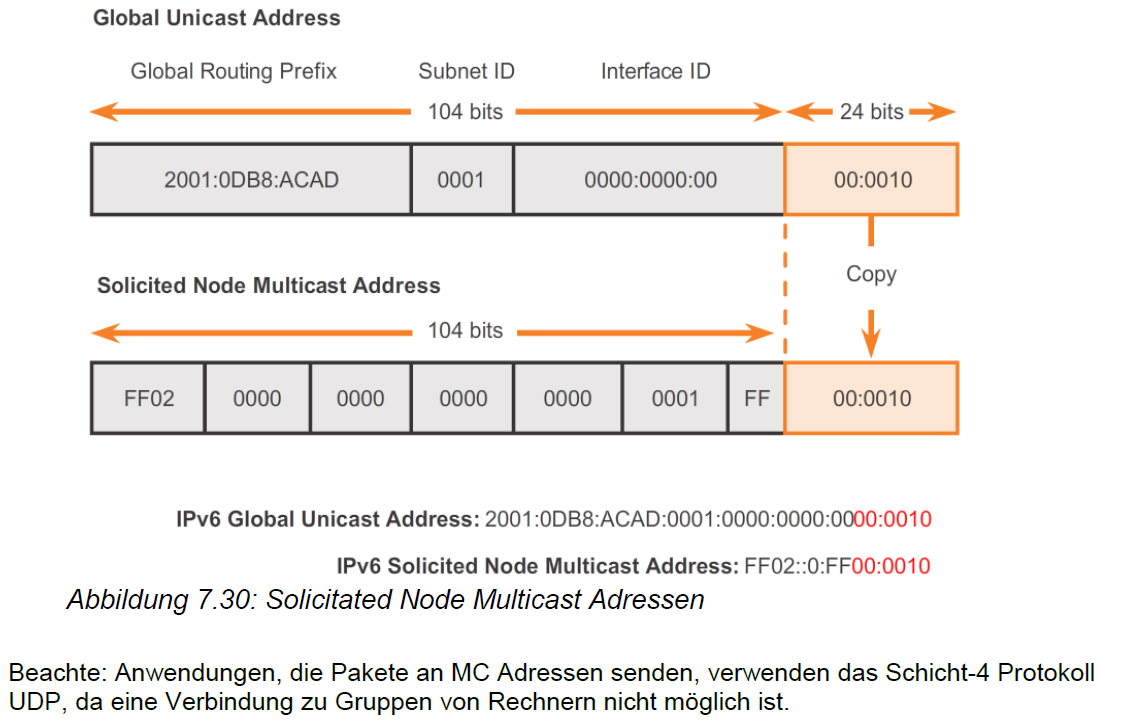 Global Unicast Address
Global Routing Prefix Subnet ID Interface ID
104 bits 24 bits
2001:0DB8:ACAD 0001 0000:0000:00 00:0010
Copy
Solicited Node Multicast Address
104 bits
FF02 0000 0000 0000 0000 0001 FF 00:0010
IPv6 Global Unicast Address: 2001:0DB8:ACAD:0001:0000:0000:0000:0010
IPv6 Solicited Node Multicast Address: FF02::0:FF00:0010
Abbildung 7.30: Solicitated Node Multicast Adressen
Beachte: Anwendungen, die Pakete an MC Adressen senden, verwenden das Schicht-4 Protokoll
UDP, da eine Verbindung zu Gruppen von Rechnern nicht möglich ist.